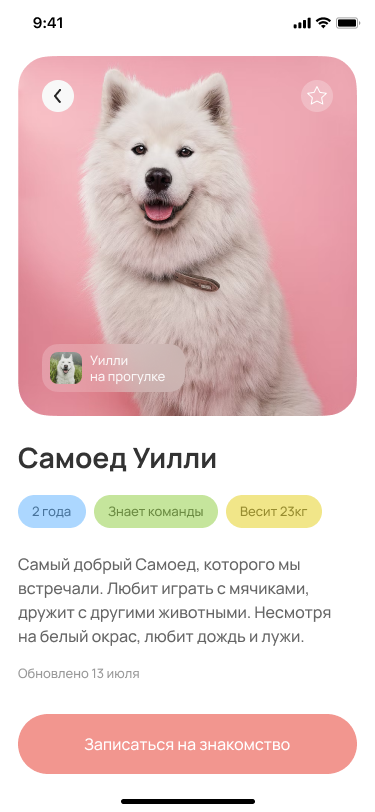 9:41
Уилли
на прогулке
Самоед Уилли
2 года
Знает команды
Весит 23кг
Самый добрый Самоед, которого мы
встречали. Любит играть с мячиками,
дружит с другими животными. Несмотря
на белый окрас, любит дождь и лужи.
Обновлено 13 июля
Записаться на знакомство